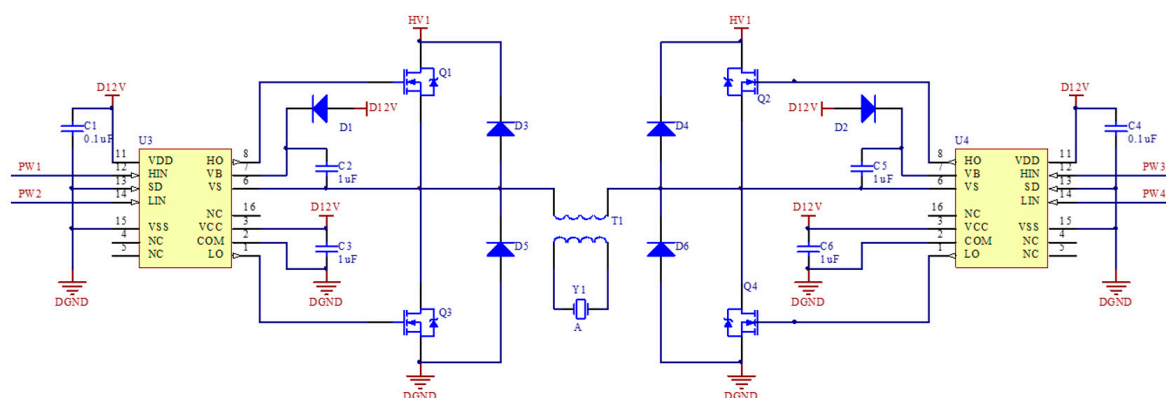 HV1
HV1
Q1
Q2
D12V
D12V
D12V
D12V
D1
D2
C1
0.1uF
C4
0.1uF
U3
U4
D3
D4
C2
1uF
C5
1uF
PW1
PW2
PW3
PW4
11 VDD HO 8
12 HIN VB 7
13 SD VS 6
14 LIN
NC 16
15 VSS VCC 3
4 NC COM 2
5 NC LO 1
8 HO VDD 11
7 VB HIN 12
6 VS SD 13
LIN 14
16 NC
3 VCC VSS 15
2 COM NC 4
1 LO NC 5
D12V
C3
1uF
D12V
C6
1uF
T1
D5
D6
DGND
DGND
DGND
DGND
Y1
A
Q3
Q4
DGND
DGND